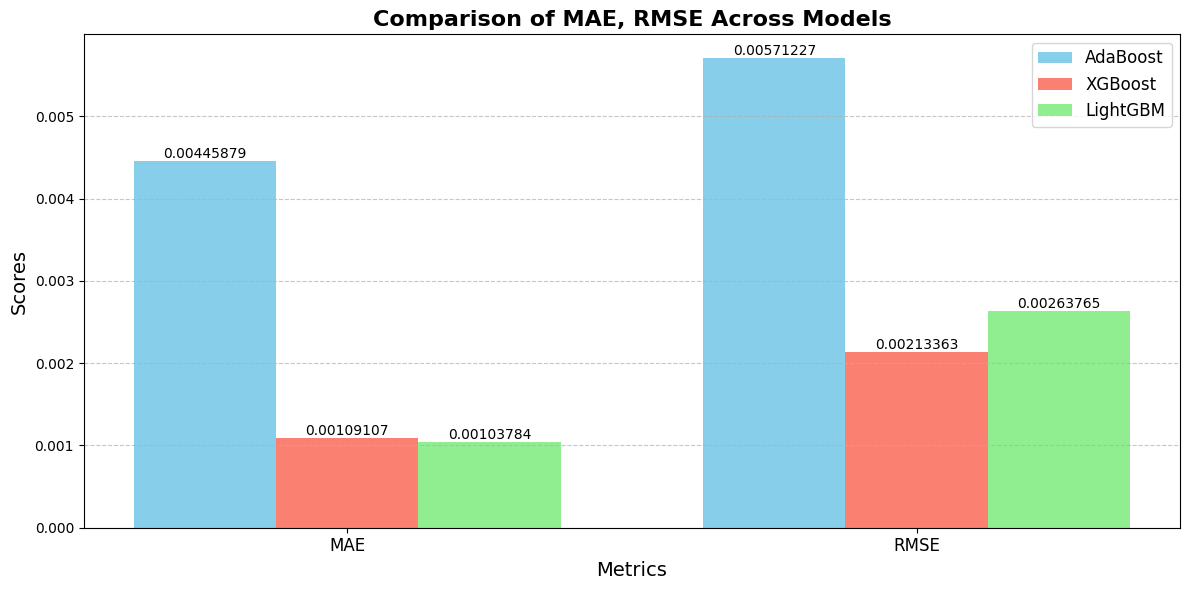 Comparison of MAE, RMSE Across Models
0.00571227
AdaBoost
XGBoost
LightGBM
0.005
0.00445879
0.004
0.003
0.00263765
0.00213363
0.002
0.00109107
0.00103784
0.001
0.000
Scores
MAE
RMSE
Metrics